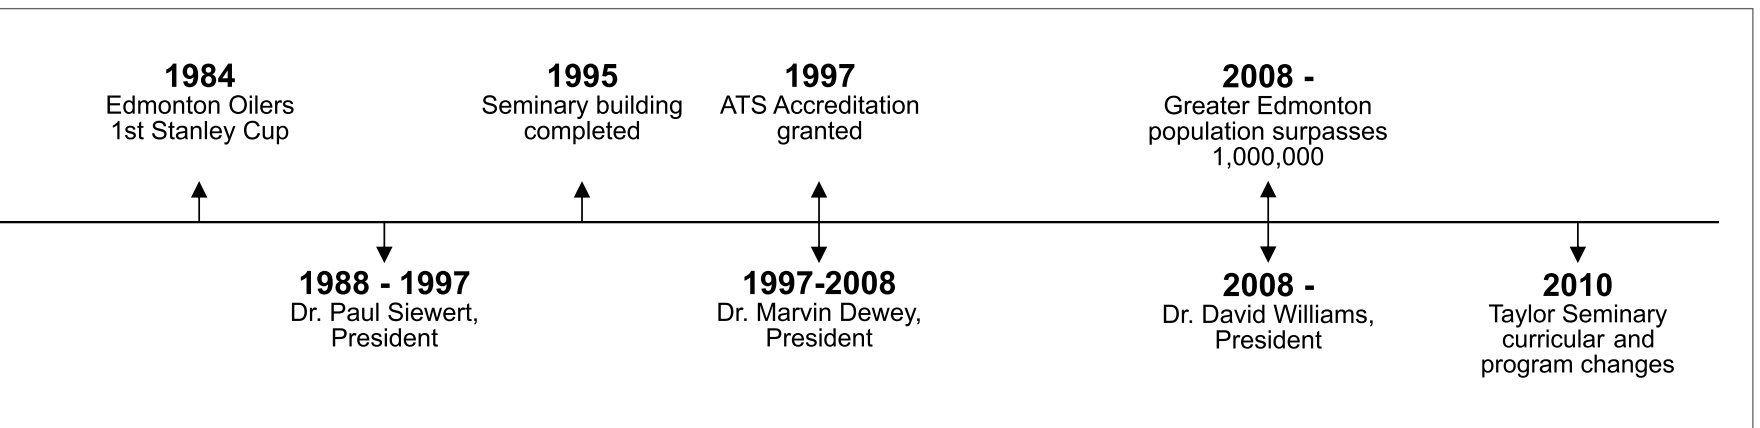 1984
Edmonton Oilers
1st Stanley Cup
1995
Seminary building
completed
1997
ATS Accreditation
granted
2008 -
Greater Edmonton
population surpasses
1,000,000
1988 - 1997
Dr. Paul Siewert,
President
1997-2008
Dr. Marvin Dewey,
President
2008 -
Dr. David Williams,
President
2010
Taylor Seminary
curricular and
program changes